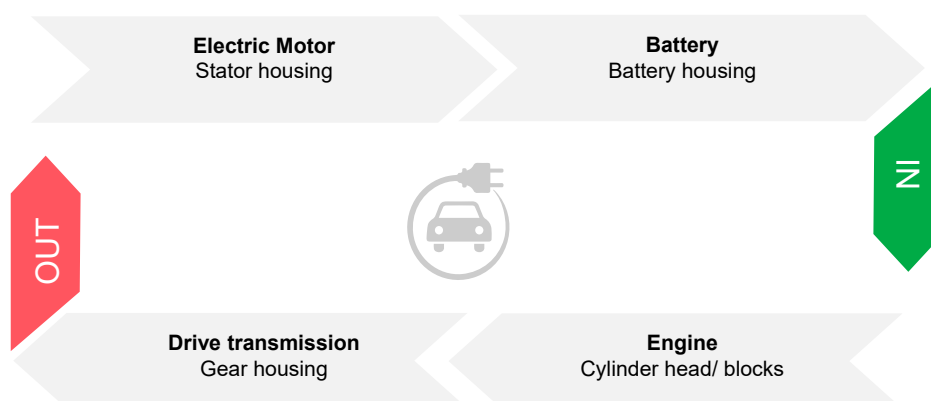 Electric Motor
Stator housing
Battery
Battery housing
IN
OUT
Drive transmission
Gear housing
Engine
Cylinder head/ blocks